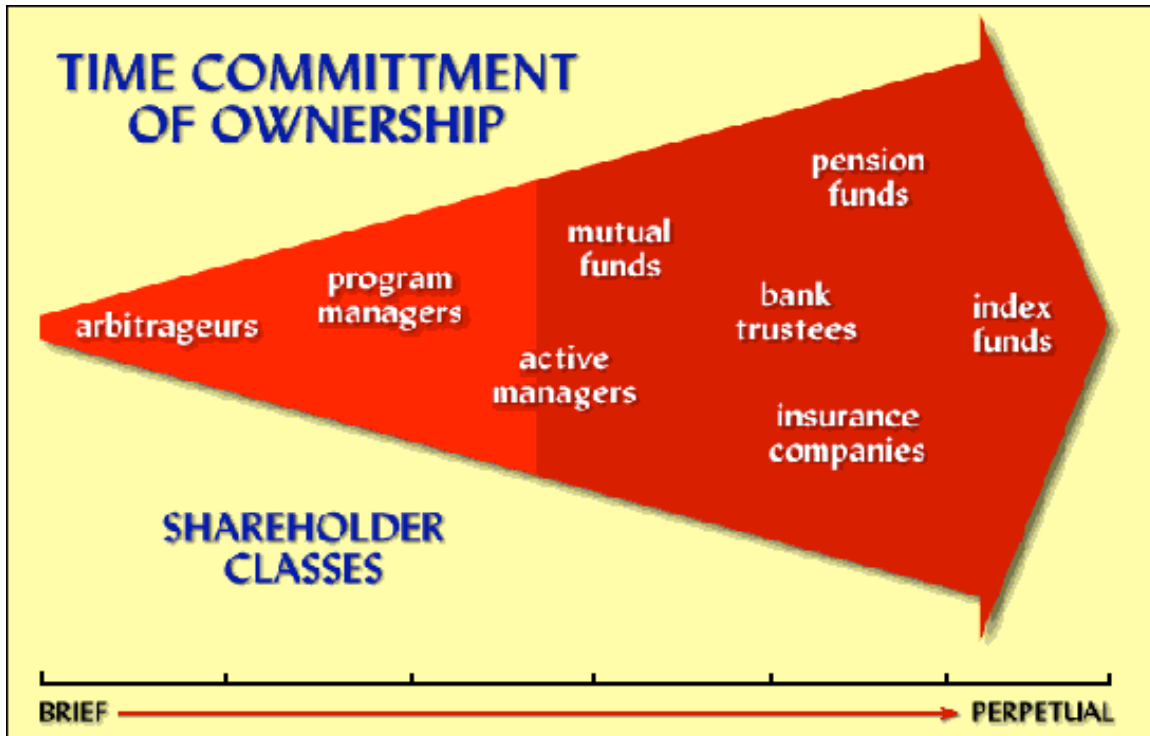 TIME COMMITTMENT
OF OWNERSHIP
pension
funds
mutual
funds
program
managers
bank
trustees
index
funds
arbitrageurs
active
managers
insurance
companies
SHAREHOLDER
CLASSES
BRIEF
PERPETUAL